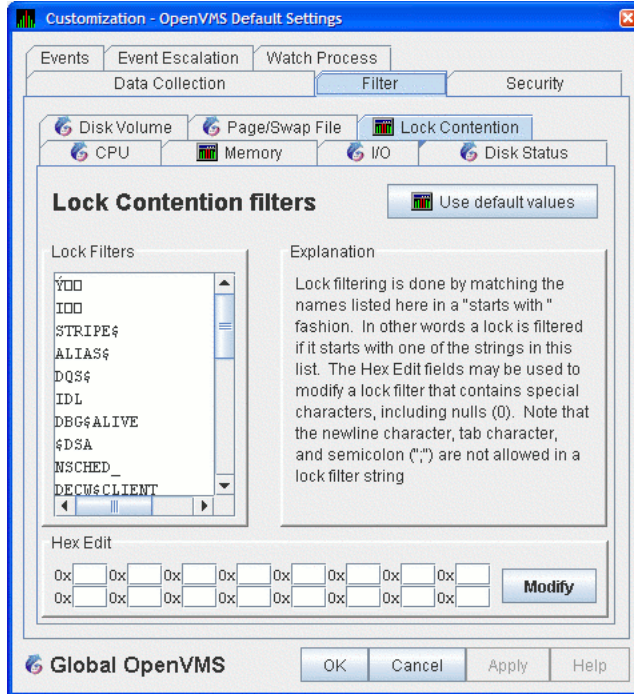 Customization - OpenVMS Default Settings
Events Event Escalation Watch Process
Data Collection Filter Security
Disk Volume Page/Swap File Lock Contention
CPU Memory I/O Disk Status
Lock Contention filters
Use default values
Lock Filters
Ý□□
I□□
STRIPE$
ALIAS$
DQS$
IDL
DBG$ALIVE
$DSA
NSCHED_
DECW$CLIENT
Explanation
Lock filtering is done by matching the
names listed here in a "starts with "
fashion. In other words a lock is filtered
if it starts with one of the strings in this
list. The Hex Edit fields may be used to
modify a lock filter that contains special
characters, including nulls (0). Note that
the newline character, tab character,
and semicolon (";") are not allowed in a
lock filter string
Hex Edit
0x 0x 0x 0x 0x 0x 0x 0x
0x 0x 0x 0x 0x 0x 0x 0x
Modify
Global OpenVMS
OK Cancel Apply Help